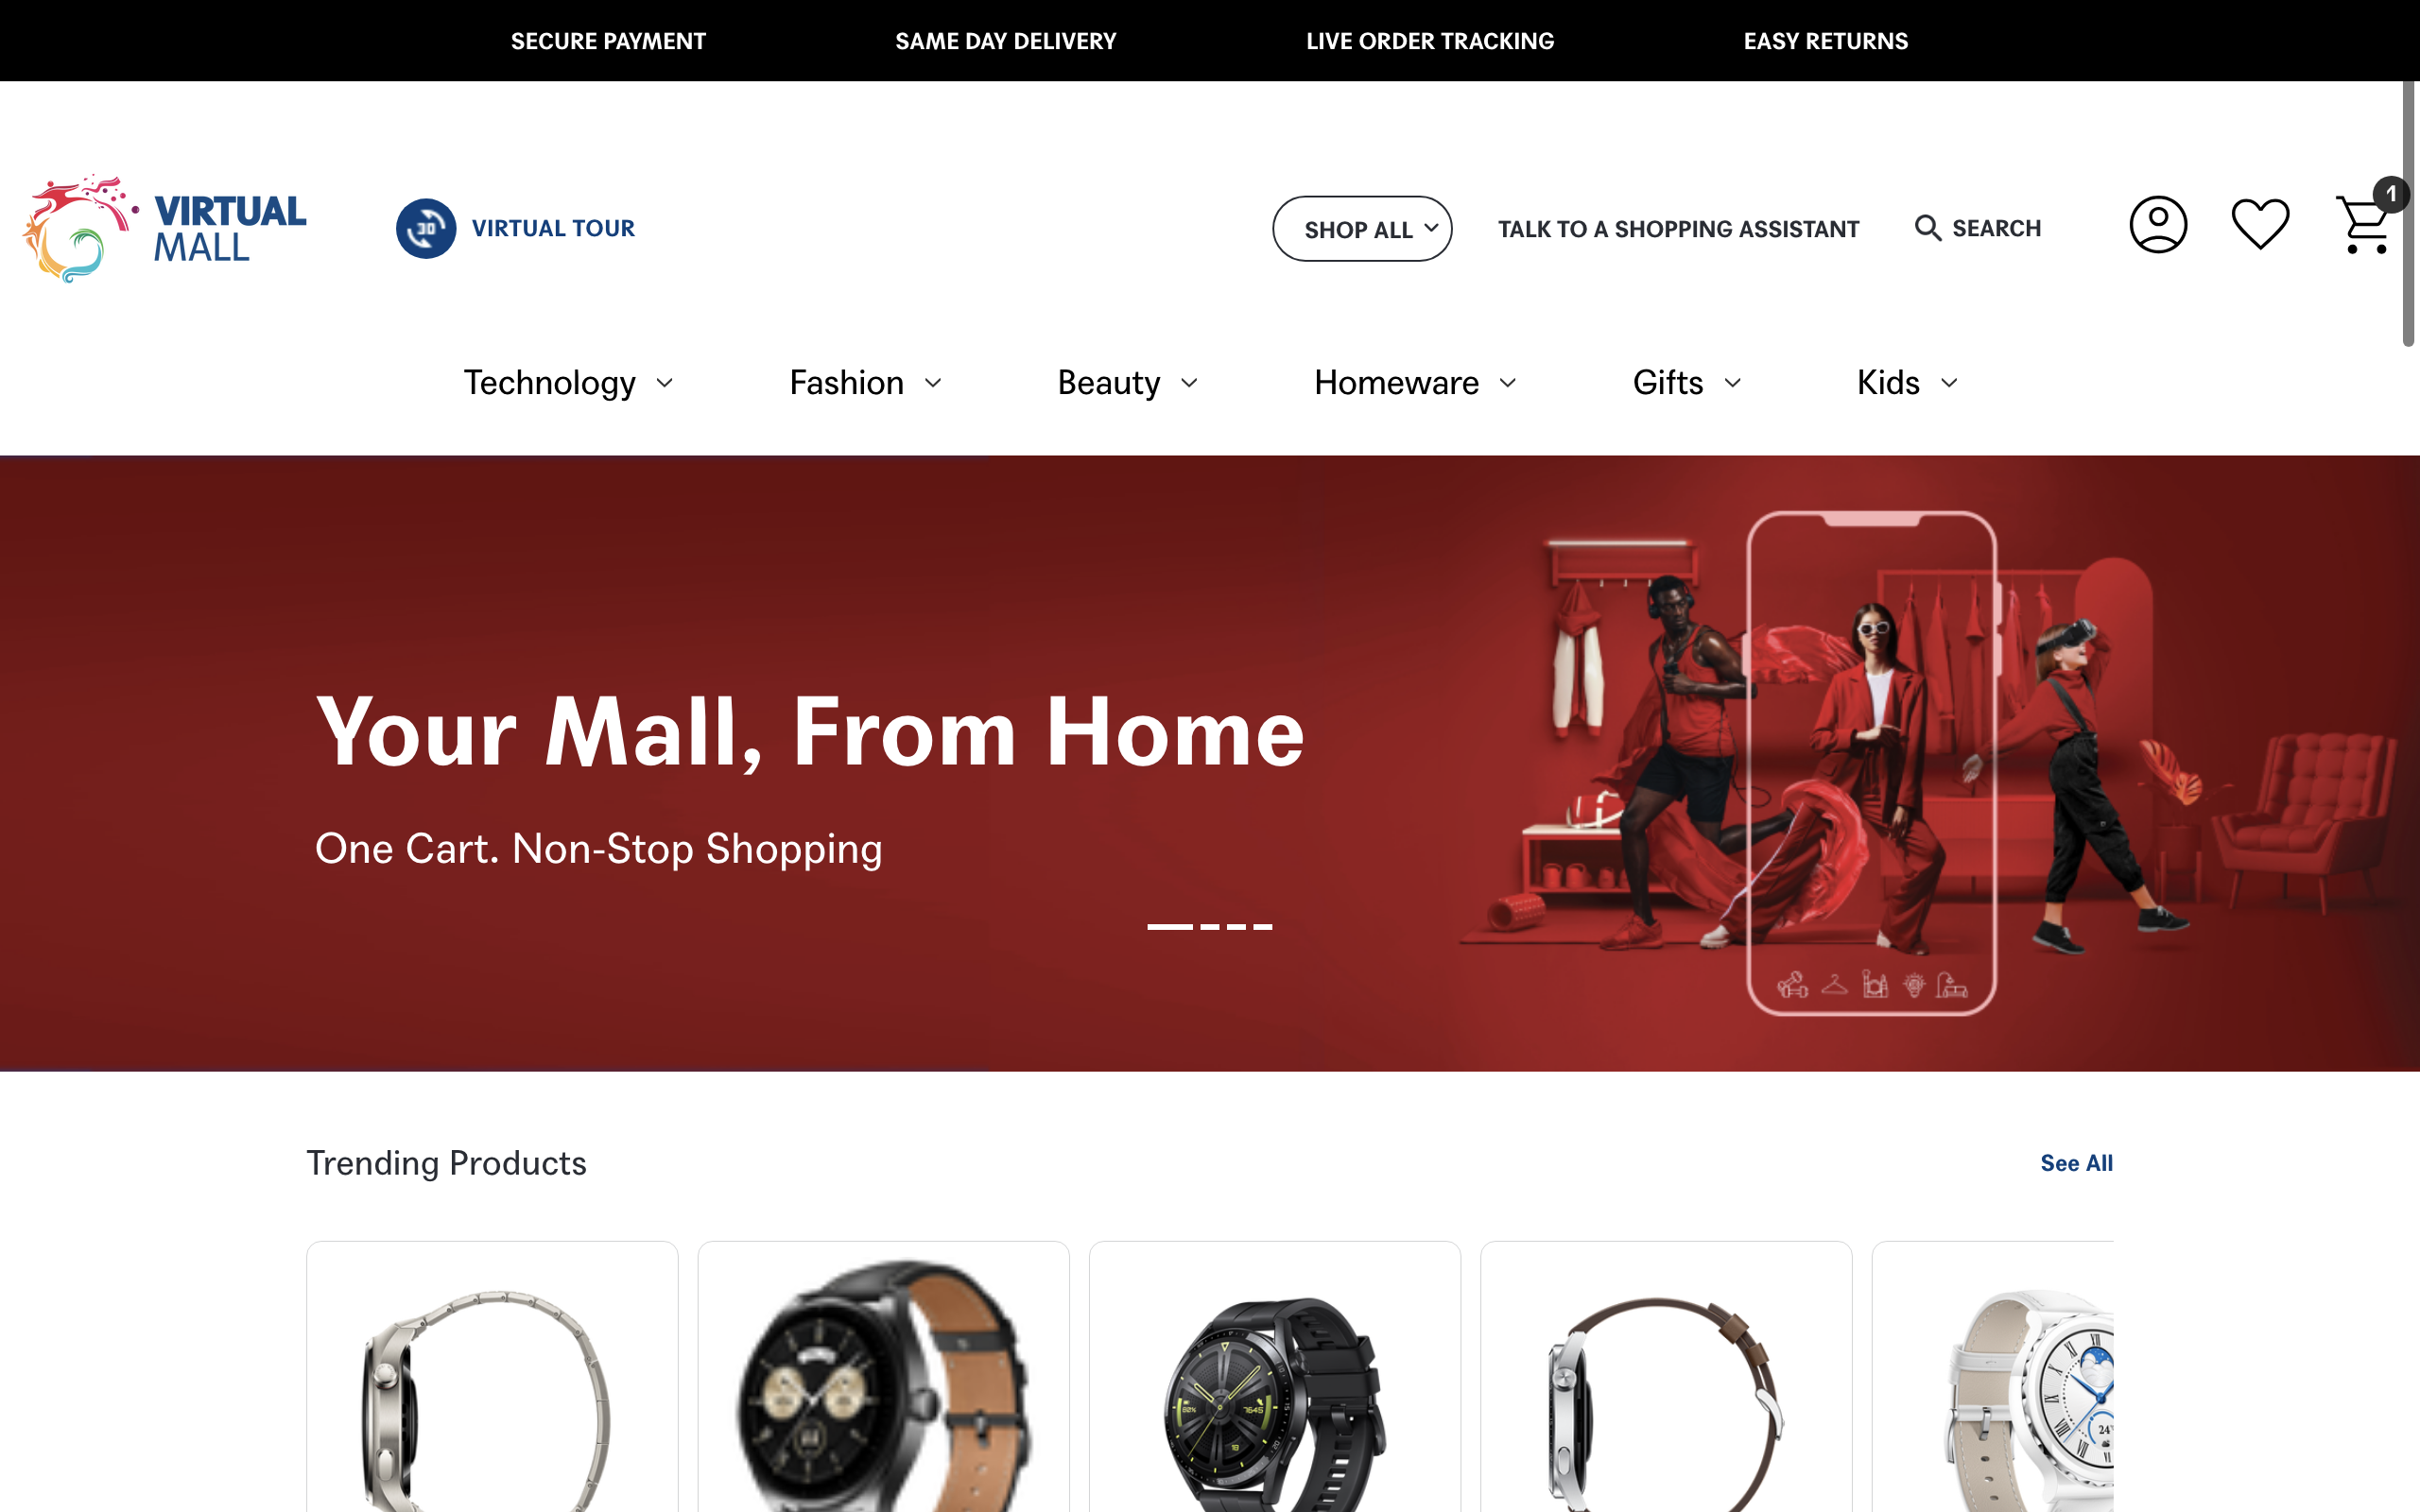 SECURE PAYMENT SAME DAY DELIVERY LIVE ORDER TRACKING EASY RETURNS
VIRTUAL
MALL
VIRTUAL TOUR
SHOP ALL
TALK TO A SHOPPING ASSISTANT
SEARCH
1
Technology Fashion Beauty Homeware Gifts Kids
Your Mall, From Home
One Cart. Non-Stop Shopping
Trending Products
See All